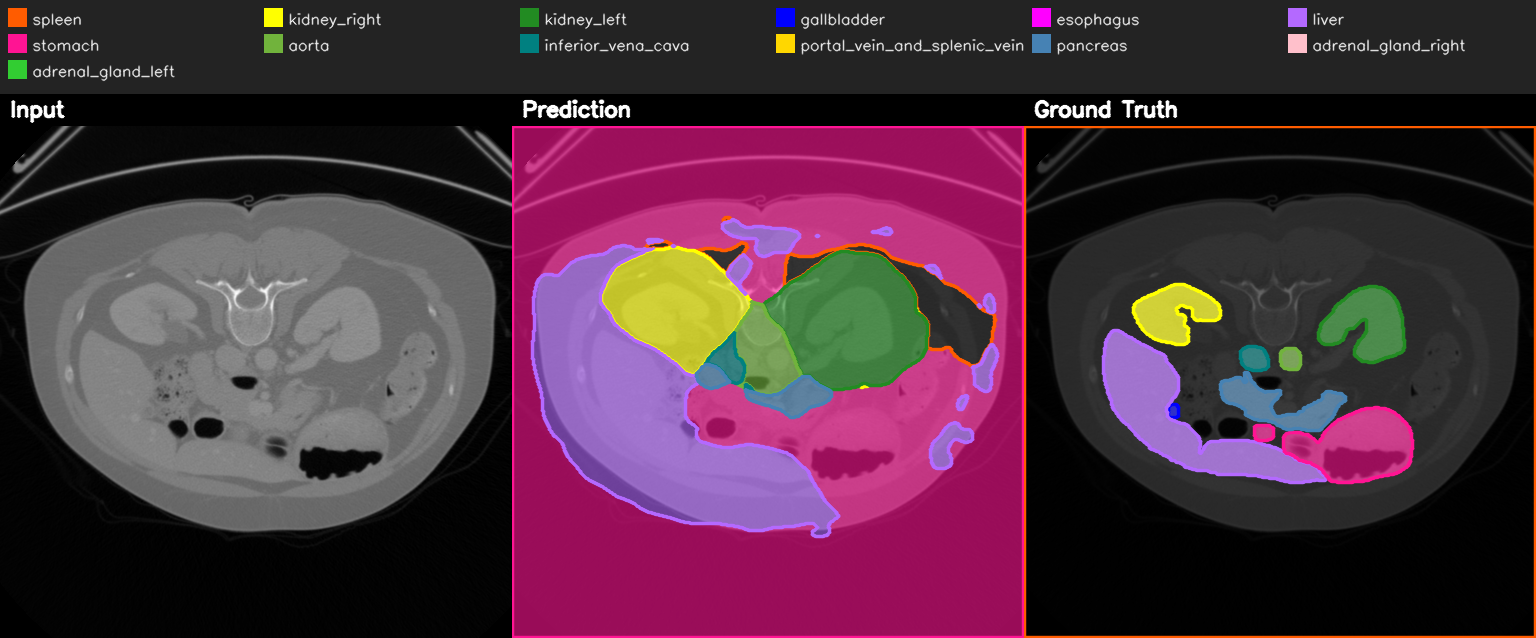 spleen kidney_right kidney_left gallbladder esophagus liver
stomach aorta inferior_vena_cava portal_vein_and_splenic_vein pancreas adrenal_gland_right
adrenal_gland_left
Input Prediction Ground Truth